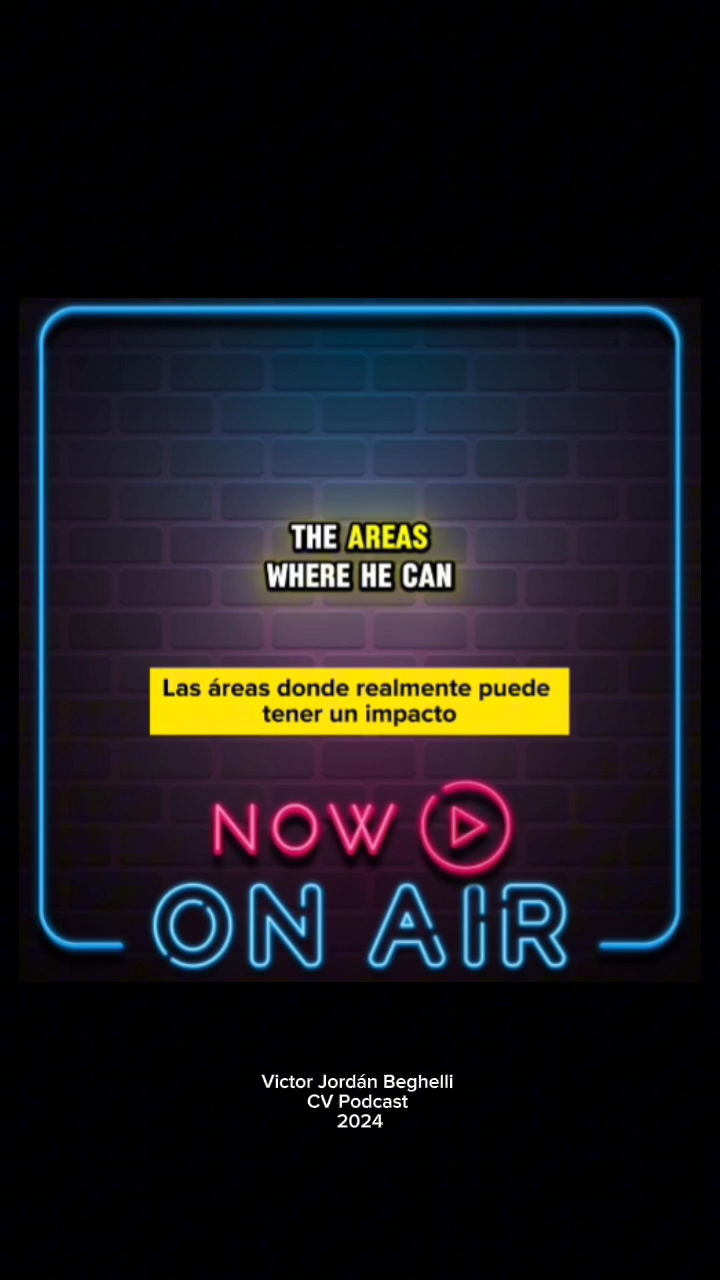 THE AREAS
WHERE HE CAN
Las áreas donde realmente puede
tener un impacto
NOW
ON AIR
Victor Jordán Beghelli
CV Podcast
2024